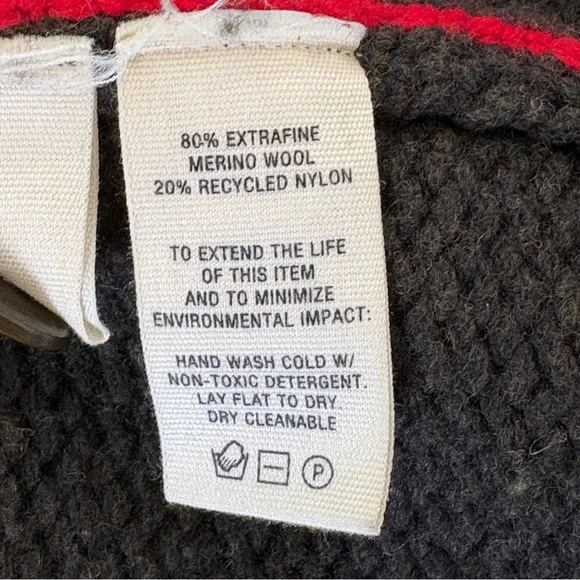 80% EXTRAFINE
MERINO WOOL
20% RECYCLED NYLON
TO EXTEND THE LIFE
OF THIS ITEM
AND TO MINIMIZE
ENVIRONMENTAL IMPACT:
HAND WASH COLD W/
NON-TOXIC DETERGENT.
LAY FLAT TO DRY.
DRY CLEANABLE
P